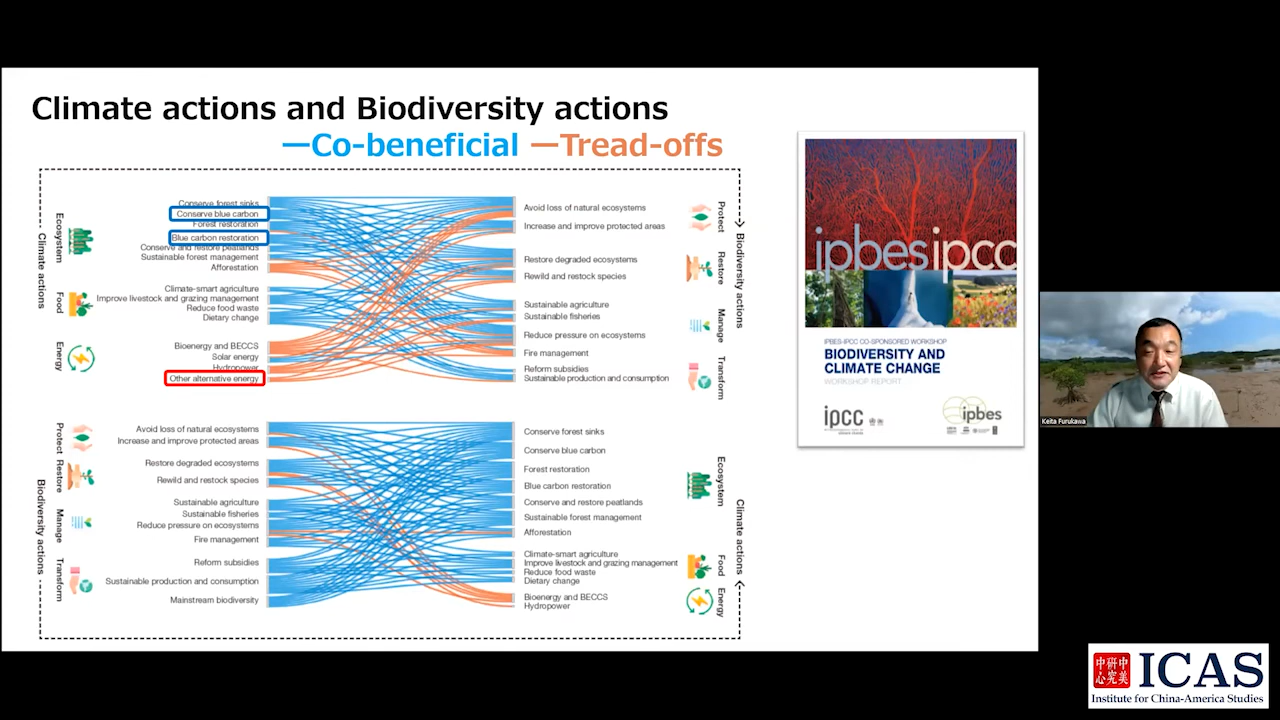 Climate actions and Biodiversity actions
—Co-beneficial —Tread-offs
Climate actions
Ecosystem
Conserve forest sinks
Conserve blue carbon
Forest restoration
Blue carbon restoration
Conserve and restore peatlands
Sustainable forest management
Afforestation
Food
Climate-smart agriculture
Improve livestock and grazing management
Reduce food waste
Dietary change
Energy
Bioenergy and BECCS
Solar energy
Hydropower
Other alternative energy
Avoid loss of natural ecosystems
Increase and improve protected areas
Restore degraded ecosystems
Rewild and restock species
Sustainable agriculture
Sustainable fisheries
Reduce pressure on ecosystems
Fire management
Reform subsidies
Sustainable production and consumption
Protect
Restore
Manage
Transform
Biodiversity actions
Biodiversity actions
Protect
Avoid loss of natural ecosystems
Increase and improve protected areas
Restore
Restore degraded ecosystems
Rewild and restock species
Manage
Sustainable agriculture
Sustainable fisheries
Reduce pressure on ecosystems
Fire management
Transform
Reform subsidies
Sustainable production and consumption
Mainstream biodiversity
Conserve forest sinks
Conserve blue carbon
Forest restoration
Blue carbon restoration
Conserve and restore peatlands
Sustainable forest management
Afforestation
Climate-smart agriculture
Improve livestock and grazing management
Reduce food waste
Dietary change
Bioenergy and BECCS
Hydropower
Ecosystem
Food
Energy
Climate actions
ipbes ipcc
IPBES-IPCC CO-SPONSORED WORKSHOP
BIODIVERSITY AND
CLIMATE CHANGE
WORKSHOP REPORT
ipcc
ipbes
Keita Furukawa
中研中
心究美
ICAS
Institute for China-America Studies